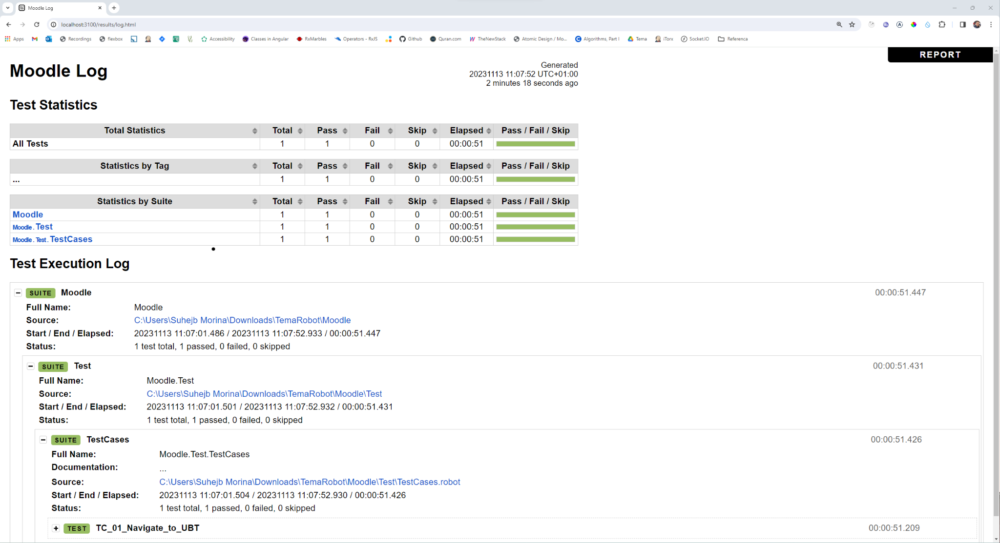 Moodle Log
localhost:3100/results/log.html
Apps Recordings flexbox Accessibility Classes in Angular RxMarbles Operators - RxJS Github Quran.com TheNewStack Atomic Design / Mo... Algorithms, Part I Tema iTorx Socket.IO Referenca
REPORT
Moodle Log
Generated
20231113 11:07:52 UTC+01:00
2 minutes 18 seconds ago
Test Statistics
Total Statistics Total Pass Fail Skip Elapsed Pass / Fail / Skip
All Tests 1 1 0 0 00:00:51
Statistics by Tag Total Pass Fail Skip Elapsed Pass / Fail / Skip
... 1 1 0 0 00:00:51
Statistics by Suite Total Pass Fail Skip Elapsed Pass / Fail / Skip
Moodle 1 1 0 0 00:00:51
Moodle . Test 1 1 0 0 00:00:51
Moodle . Test . TestCases 1 1 0 0 00:00:51
Test Execution Log
SUITE Moodle 00:00:51.447
Full Name: Moodle
Source: C:\Users\Suhejb Morina\Downloads\TemaRobot\Moodle
Start / End / Elapsed: 20231113 11:07:01.486 / 20231113 11:07:52.933 / 00:00:51.447
Status: 1 test total, 1 passed, 0 failed, 0 skipped
SUITE Test 00:00:51.431
Full Name: Moodle.Test
Source: C:\Users\Suhejb Morina\Downloads\TemaRobot\Moodle\Test
Start / End / Elapsed: 20231113 11:07:01.501 / 20231113 11:07:52.932 / 00:00:51.431
Status: 1 test total, 1 passed, 0 failed, 0 skipped
SUITE TestCases 00:00:51.426
Full Name: Moodle.Test.TestCases
Documentation: ...
Source: C:\Users\Suhejb Morina\Downloads\TemaRobot\Moodle\Test\TestCases.robot
Start / End / Elapsed: 20231113 11:07:01.504 / 20231113 11:07:52.930 / 00:00:51.426
Status: 1 test total, 1 passed, 0 failed, 0 skipped
TEST TC_01_Navigate_to_UBT 00:00:51.209